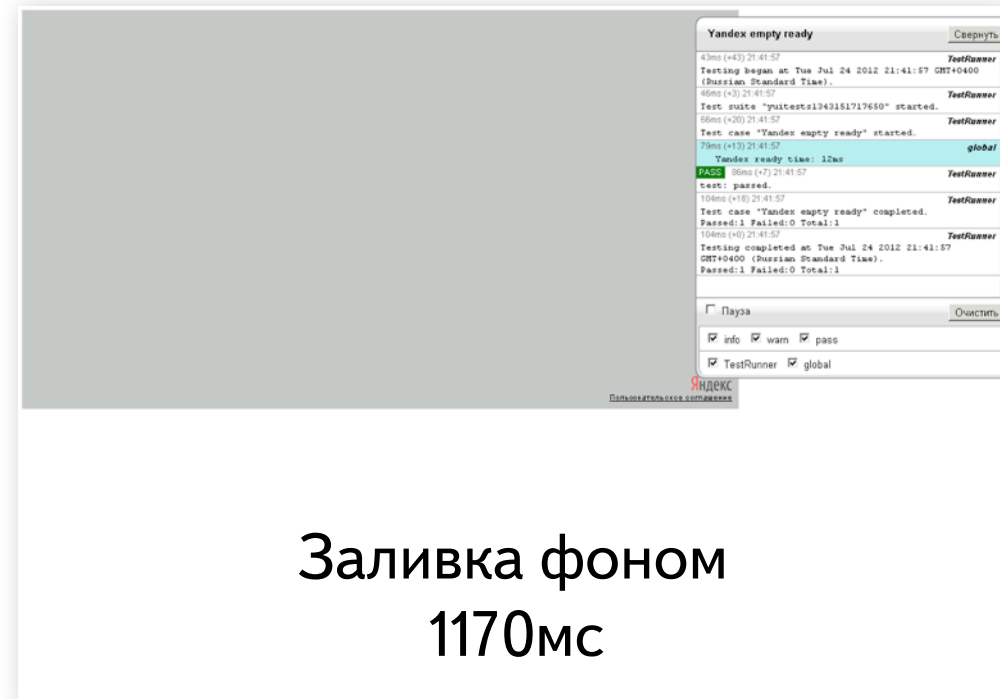 Yandex empty ready
Свернуть
43ms (+43) 21:41:57
TestRunner
Testing began at Tue Jul 24 2012 21:41:57 GMT+0400
(Russian Standard Time).
46ms (+3) 21:41:57
TestRunner
Test suite "yuitests1343151717650" started.
66ms (+20) 21:41:57
TestRunner
Test case "Yandex empty ready" started.
79ms (+13) 21:41:57
global
Yandex ready time: 12ms
PASS 86ms (+7) 21:41:57
TestRunner
test: passed.
104ms (+18) 21:41:57
TestRunner
Test case "Yandex empty ready" completed.
Passed:1 Failed:0 Total:1
104ms (+0) 21:41:57
TestRunner
Testing completed at Tue Jul 24 2012 21:41:57
GMT+0400 (Russian Standard Time).
Passed:1 Failed:0 Total:1
Пауза
Очистить
info warn pass
TestRunner global
Яндекс
Пользовательское соглашение
Заливка фоном
1170мс